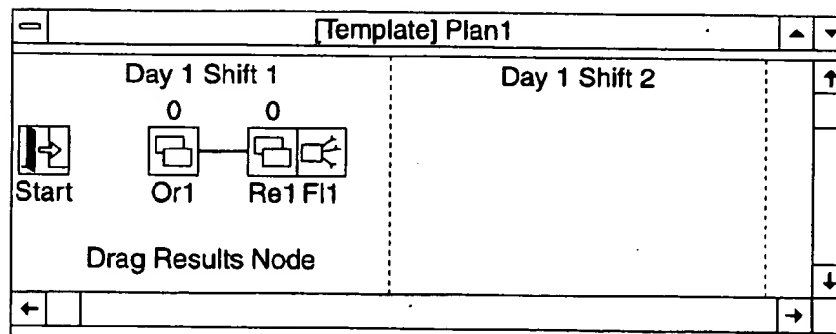 [Template] Plan1
Day 1 Shift 1 Day 1 Shift 2
0 0
Start Or1 Re1 Fl1
Drag Results Node